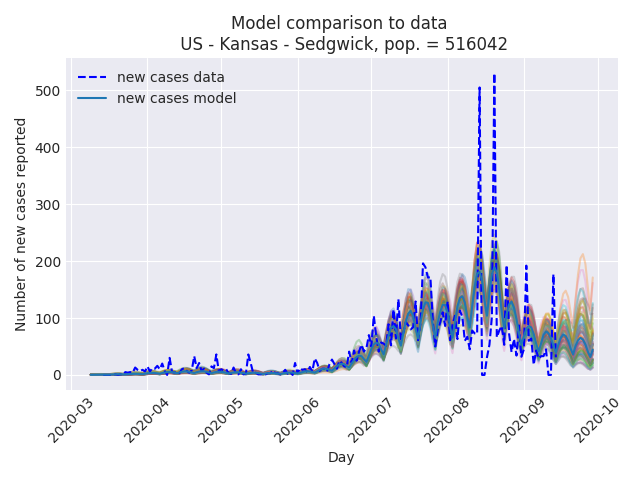 Model comparison to data
US - Kansas - Sedgwick, pop. = 516042
new cases data
new cases model
Number of new cases reported
500
400
300
200
100
0
2020-03
2020-04
2020-05
2020-06
2020-07
2020-08
2020-09
2020-10
Day